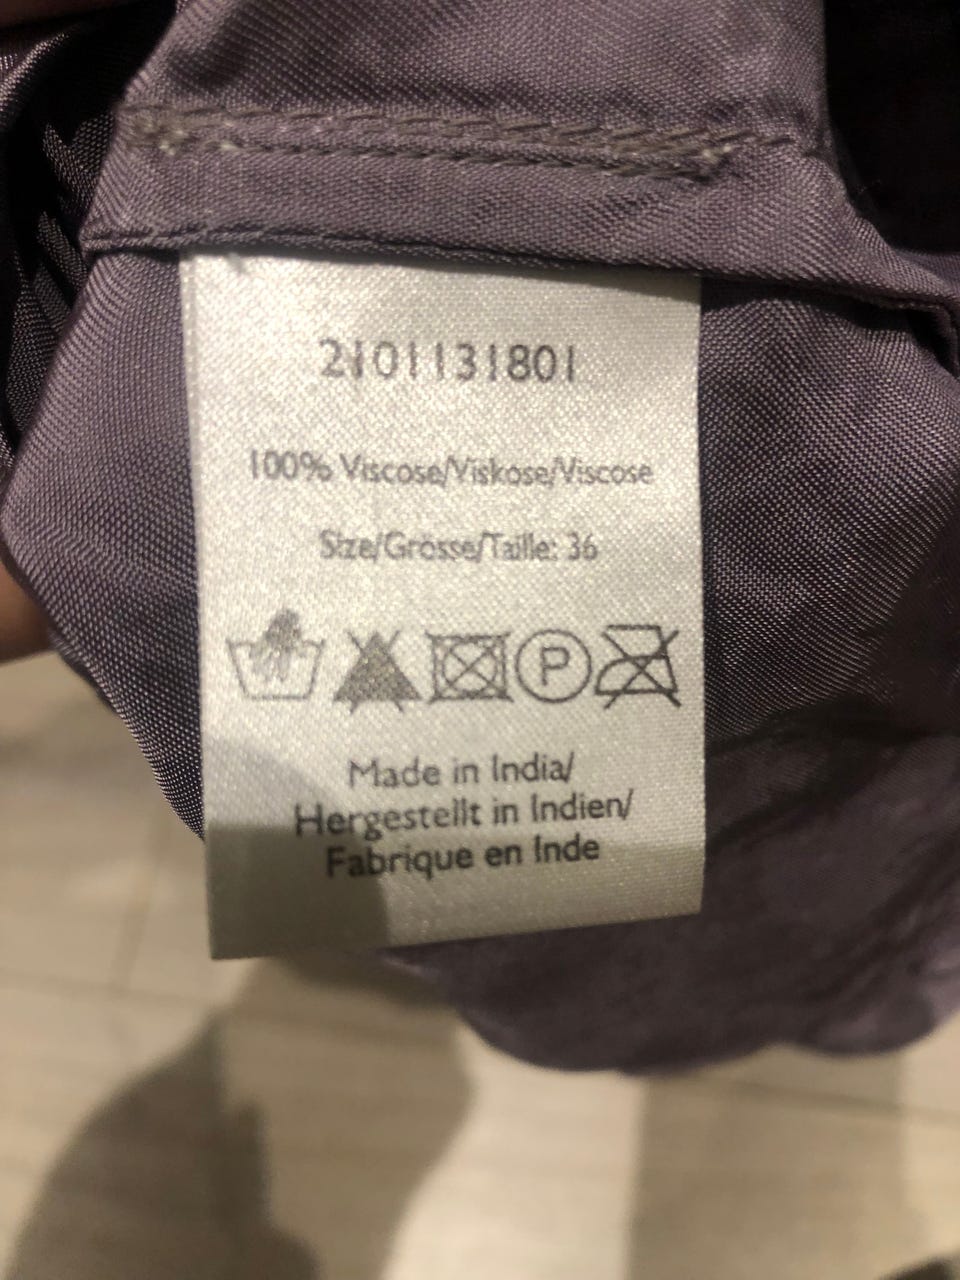 2101131801
100% Viscose/Viskose/Viscose
Size/Grosse/Taille: 36
P
Made in India/
Hergestellt in Indien/
Fabrique en Inde